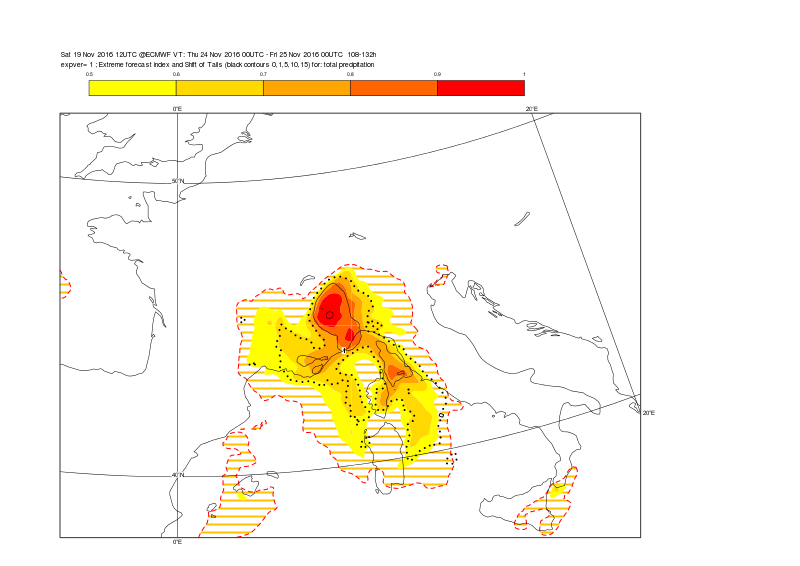 Sat 19 Nov 2016 12UTC @ECMWF VT: Thu 24 Nov 2016 00UTC - Fri 25 Nov 2016 00UTC 108-132h
expver= 1 ; Extreme forecast index and Shift of Tails (black contours 0,1,5,10,15) for: total precipitation
0.5 0.6 0.7 0.8 0.9 1
0°E 20°E
50°N
20°E
40°N
0°E